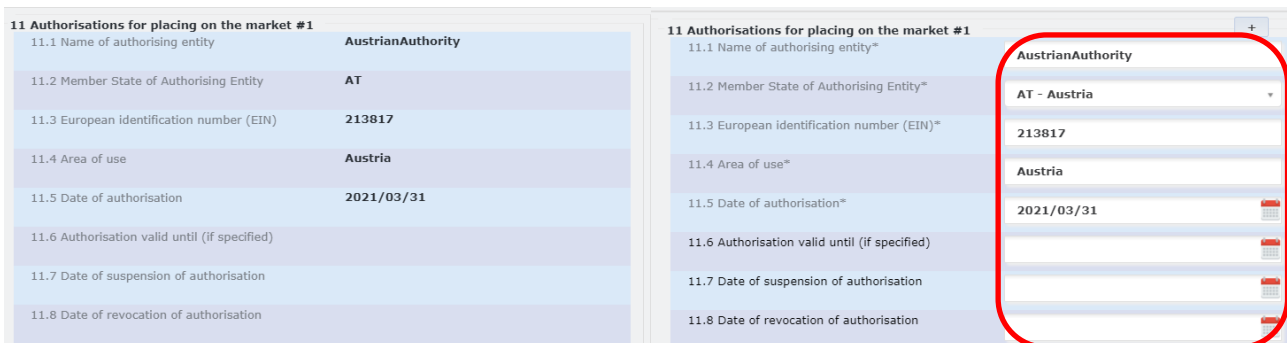 11 Authorisations for placing on the market #1
11.1 Name of authorising entity AustrianAuthority
11.2 Member State of Authorising Entity AT
11.3 European identification number (EIN) 213817
11.4 Area of use Austria
11.5 Date of authorisation 2021/03/31
11.6 Authorisation valid until (if specified)
11.7 Date of suspension of authorisation
11.8 Date of revocation of authorisation
11 Authorisations for placing on the market #1 +
11.1 Name of authorising entity* AustrianAuthority
11.2 Member State of Authorising Entity* AT - Austria
11.3 European identification number (EIN)* 213817
11.4 Area of use* Austria
11.5 Date of authorisation* 2021/03/31
11.6 Authorisation valid until (if specified)
11.7 Date of suspension of authorisation
11.8 Date of revocation of authorisation